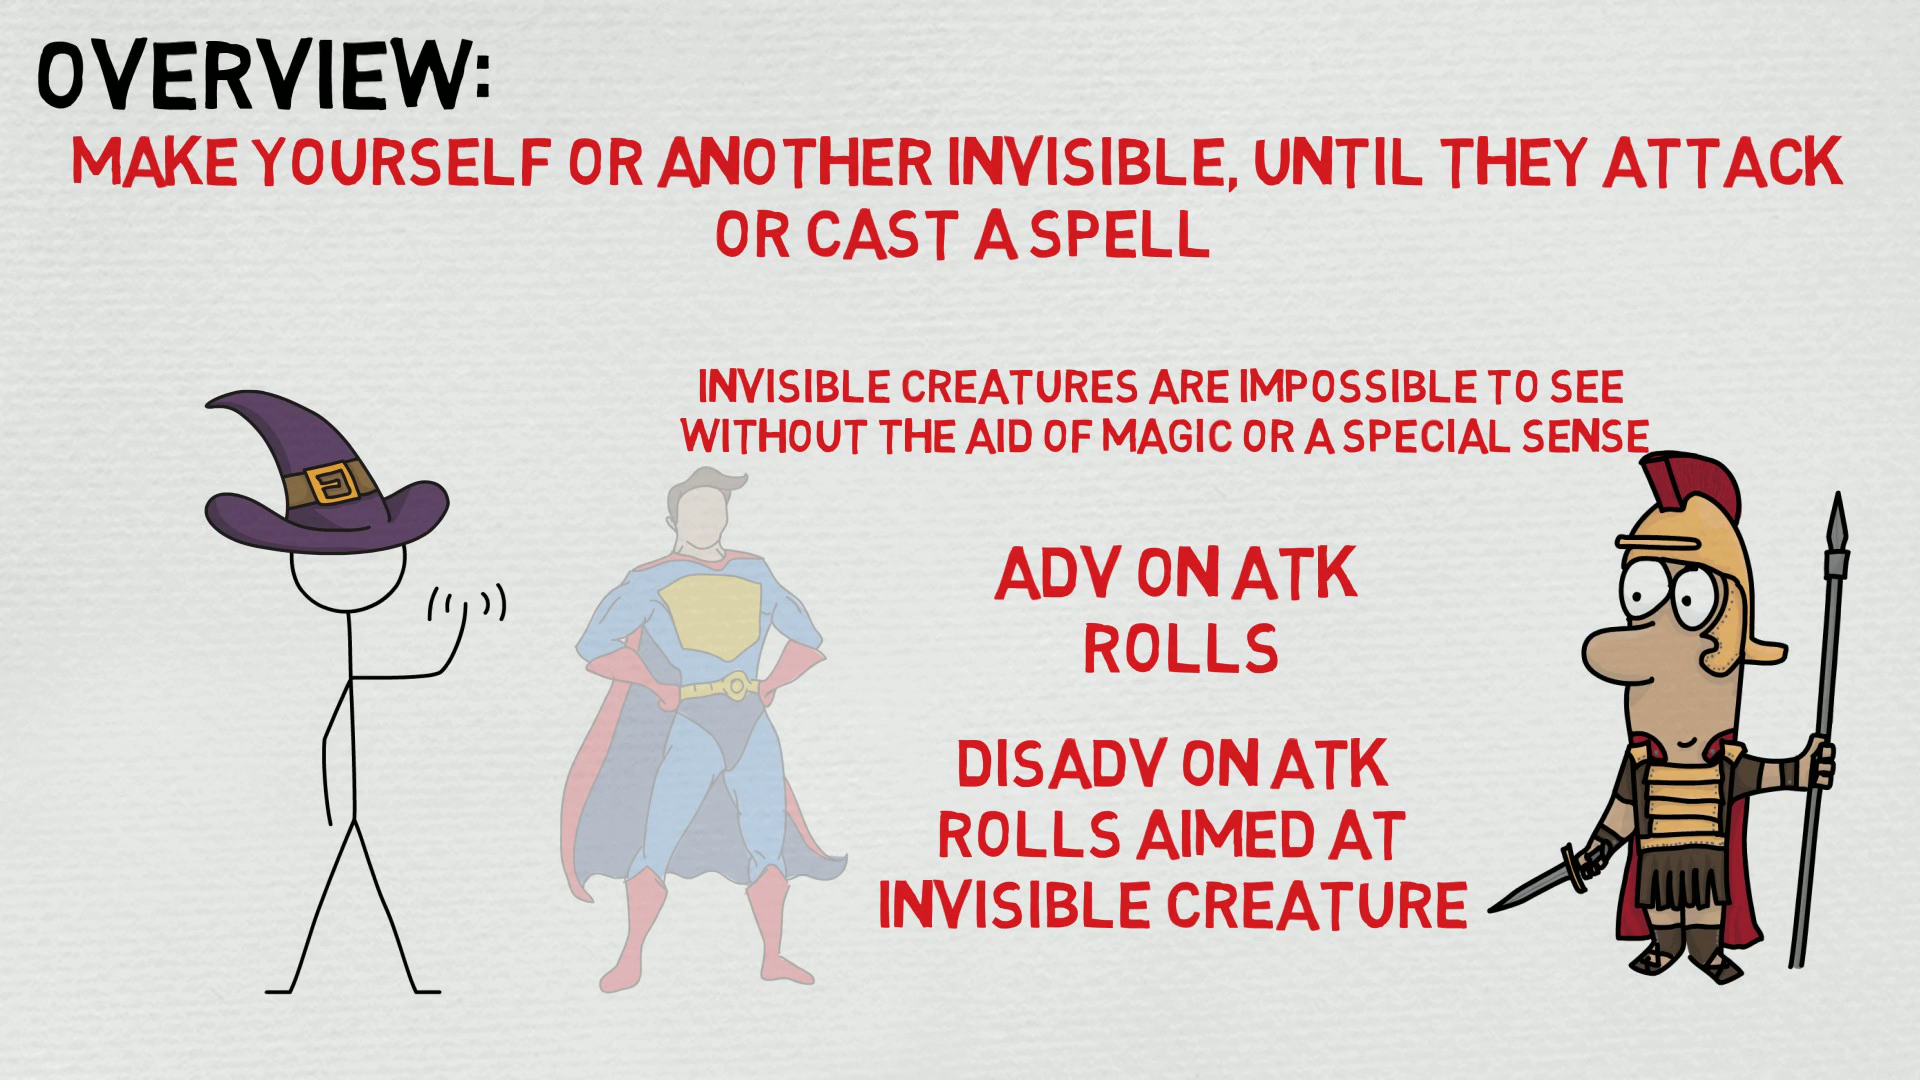 OVERVIEW:
MAKE YOURSELF OR ANOTHER INVISIBLE, UNTIL THEY ATTACK
OR CAST A SPELL
INVISIBLE CREATURES ARE IMPOSSIBLE TO SEE
WITHOUT THE AID OF MAGIC OR A SPECIAL SENSE
ADV ON ATK
ROLLS
DISADV ON ATK
ROLLS AIMED AT
INVISIBLE CREATURE